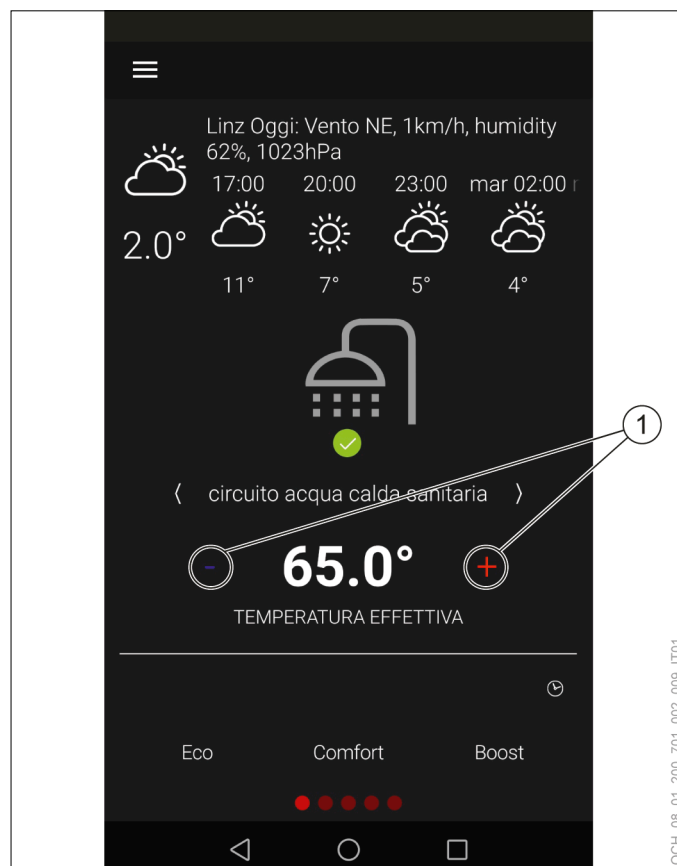 Linz Oggi: Vento NE, 1km/h, humidity
62%, 1023hPa
17:00 20:00 23:00 mar 02:00
2.0°
11° 7° 5° 4°
1
circuito acqua calda sanitaria
- 65.0° +
TEMPERATURA EFFETTIVA
Eco Comfort Boost
OCH_08_01_200_701_002_009_IT01